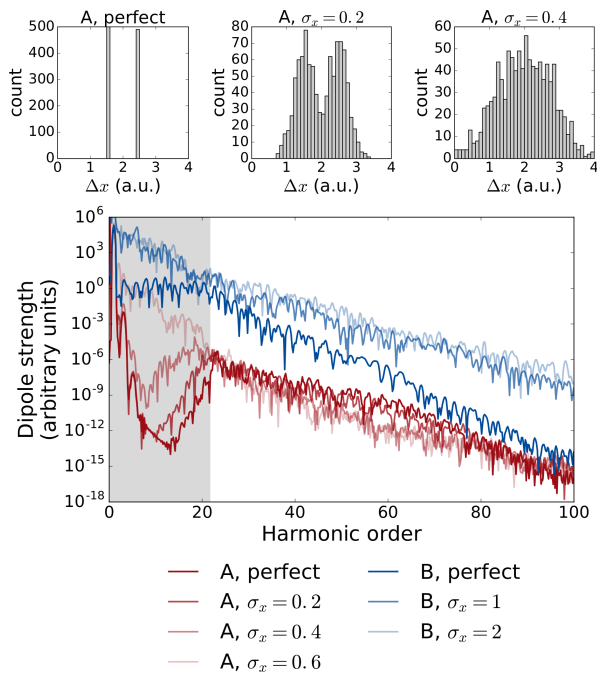 A, perfect
A, σx = 0.2
A, σx = 0.4
500
400
300
200
100
0
count
0 1 2 3 4
Δx (a.u.)
80
70
60
50
40
30
20
10
0
count
0 1 2 3 4
Δx (a.u.)
60
50
40
30
20
10
0
count
0 1 2 3 4
Δx (a.u.)
Dipole strength
(arbitrary units)
10^6
10^3
10^0
10^-3
10^-6
10^-9
10^-12
10^-15
10^-18
0 20 40 60 80 100
Harmonic order
A, perfect
A, σx = 0.2
A, σx = 0.4
A, σx = 0.6
B, perfect
B, σx = 1
B, σx = 2